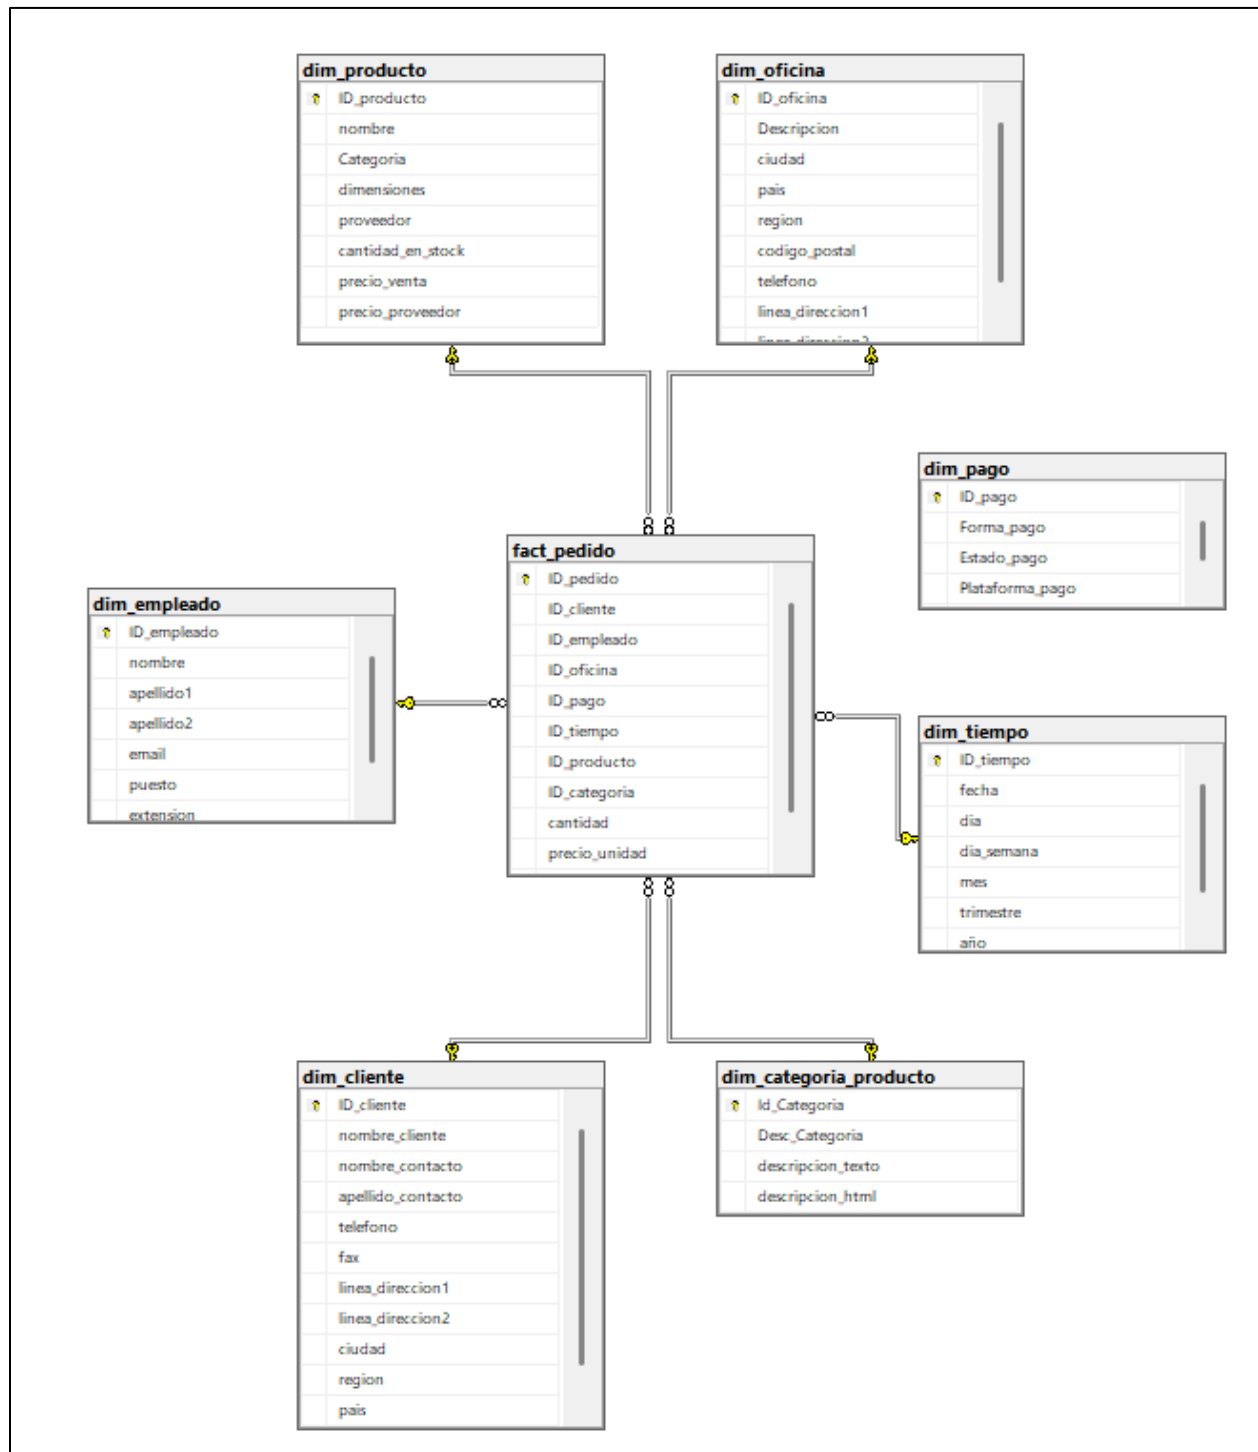 dim_producto
ID_producto
nombre
Categoria
dimensiones
proveedor
cantidad_en_stock
precio_venta
precio_proveedor
dim_oficina
ID_oficina
Descripcion
ciudad
pais
region
codigo_postal
telefono
linea_direccion1
linea_direccion2
dim_pago
ID_pago
Forma_pago
Estado_pago
Plataforma_pago
fact_pedido
ID_pedido
ID_cliente
ID_empleado
ID_oficina
ID_pago
ID_tiempo
ID_producto
ID_categoria
cantidad
precio_unidad
dim_empleado
ID_empleado
nombre
apellido1
apellido2
email
puesto
extension
dim_tiempo
ID_tiempo
fecha
dia
dia_semana
mes
trimestre
año
dim_cliente
ID_cliente
nombre_cliente
nombre_contacto
apellido_contacto
telefono
fax
linea_direccion1
linea_direccion2
ciudad
region
pais
dim_categoria_producto
Id_Categoria
Desc_Categoria
descripcion_texto
descripcion_html